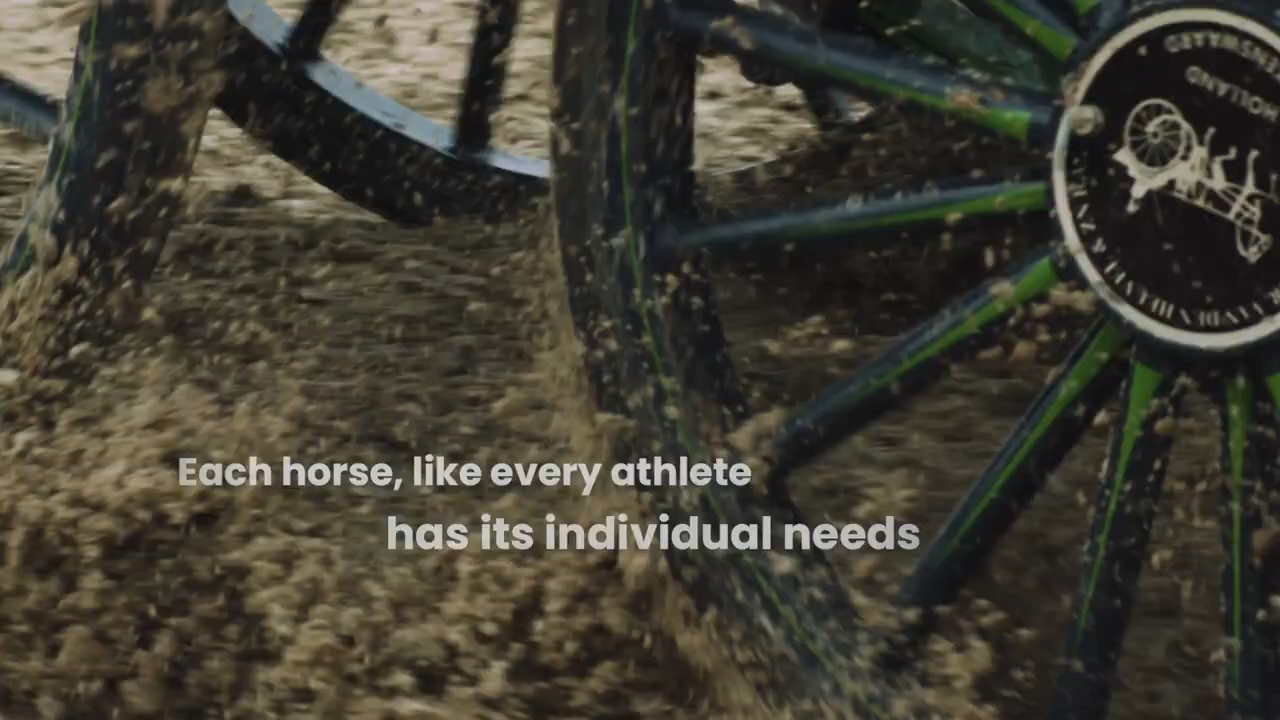 Each horse, like every athlete
has its individual needs
HOLLAND